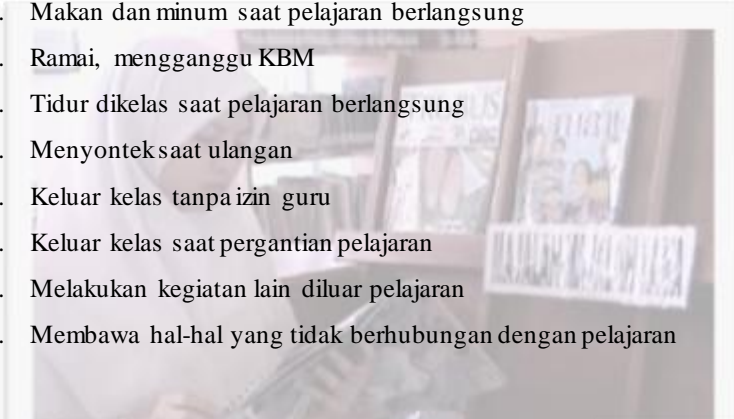 . Makan dan minum saat pelajaran berlangsung
. Ramai, mengganggu KBM
. Tidur dikelas saat pelajaran berlangsung
. Menyontek saat ulangan
. Keluar kelas tanpa izin guru
. Keluar kelas saat pergantian pelajaran
. Melakukan kegiatan lain diluar pelajaran
. Membawa hal-hal yang tidak berhubungan dengan pelajaran